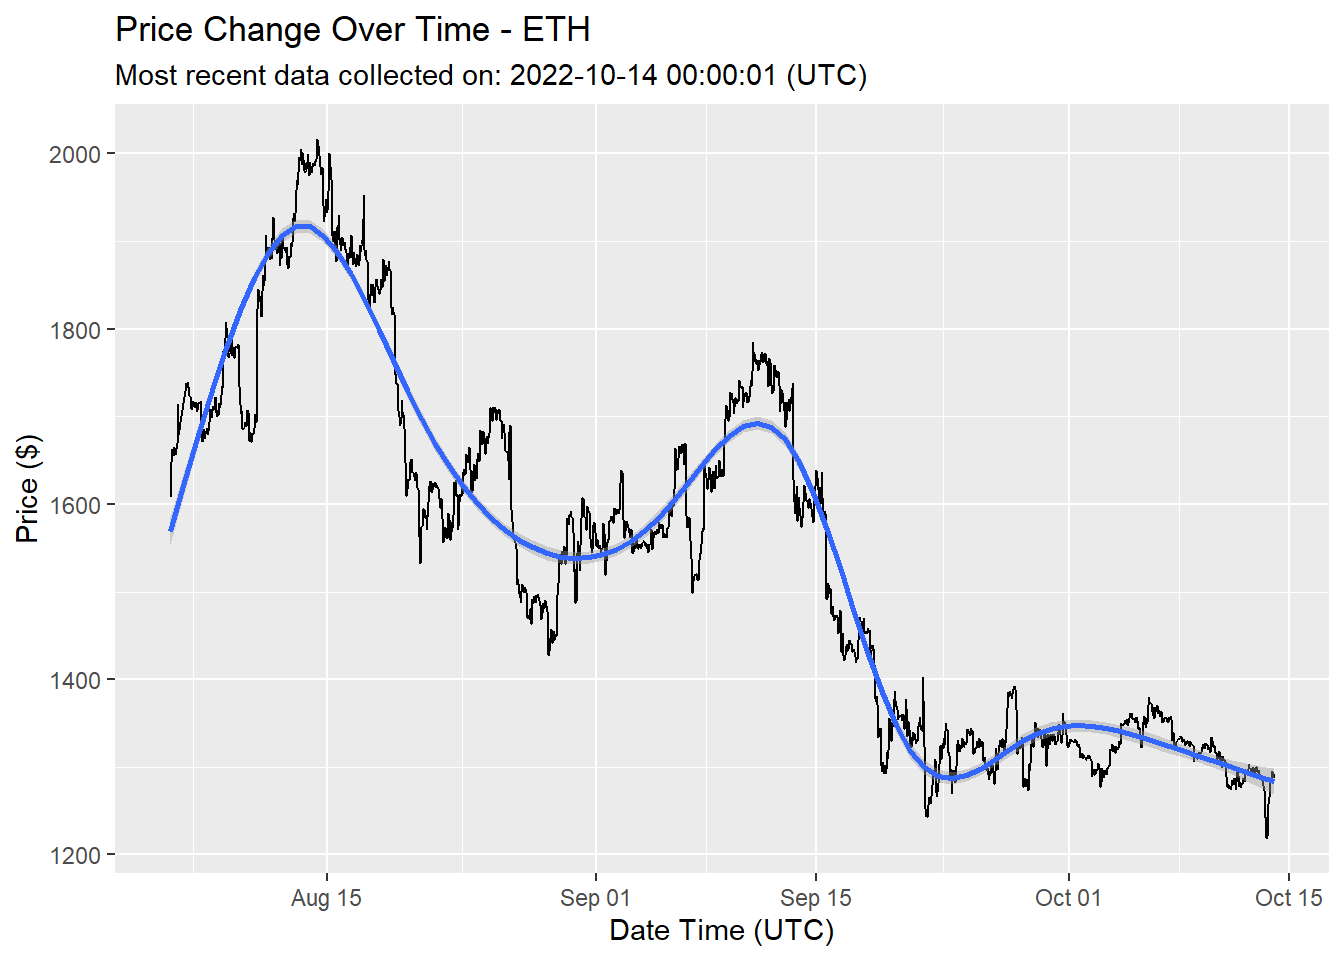 Price Change Over Time - ETH
Most recent data collected on: 2022-10-14 00:00:01 (UTC)
Price ($)
2000
1800
1600
1400
1200
Aug 15
Sep 01
Sep 15
Oct 01
Oct 15
Date Time (UTC)